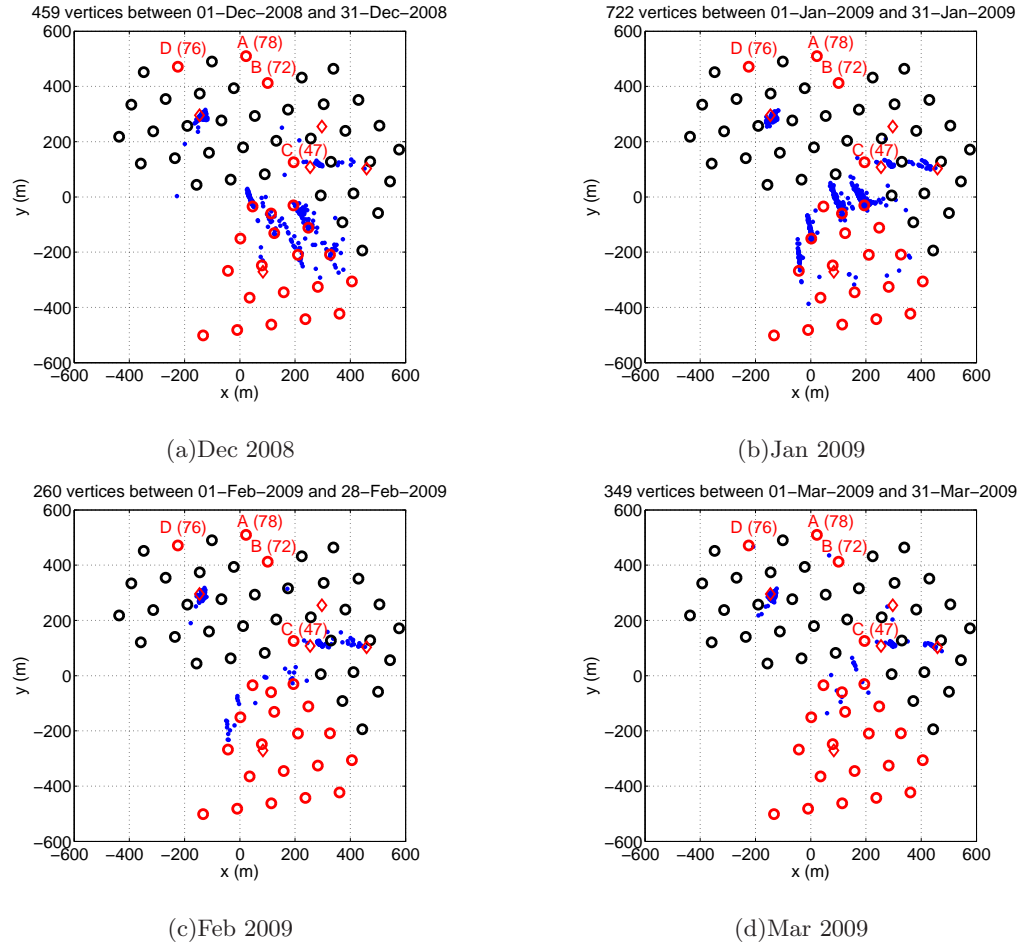 459 vertices between 01−Dec−2008 and 31−Dec−2008
600
400
200
0
−200
−400
−600
−600 −400 −200 0 200 400 600
x (m)
y (m)
D (76)
A (78)
B (72)
C (47)
(a)Dec 2008
722 vertices between 01−Jan−2009 and 31−Jan−2009
600
400
200
0
−200
−400
−600
−600 −400 −200 0 200 400 600
x (m)
y (m)
D (76)
A (78)
B (72)
C (47)
(b)Jan 2009
260 vertices between 01−Feb−2009 and 28−Feb−2009
600
400
200
0
−200
−400
−600
−600 −400 −200 0 200 400 600
x (m)
y (m)
D (76)
A (78)
B (72)
C (47)
(c)Feb 2009
349 vertices between 01−Mar−2009 and 31−Mar−2009
600
400
200
0
−200
−400
−600
−600 −400 −200 0 200 400 600
x (m)
y (m)
D (76)
A (78)
B (72)
C (47)
(d)Mar 2009